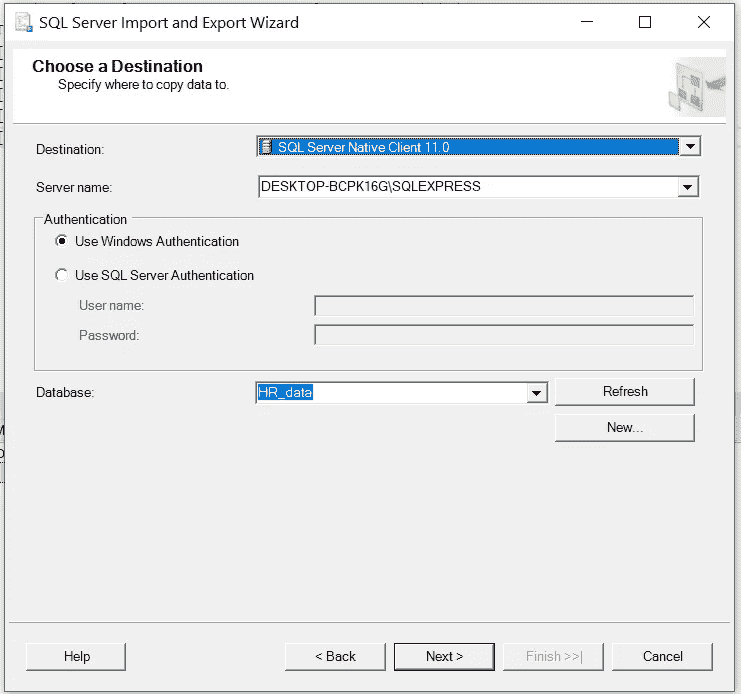 SQL Server Import and Export Wizard
Choose a Destination
Specify where to copy data to.
Destination: SQL Server Native Client 11.0
Server name: DESKTOP-BCPK16G\SQLEXPRESS
Authentication
Use Windows Authentication
Use SQL Server Authentication
User name:
Password:
Database: HR_data Refresh
New...
Help < Back Next > Finish >>| Cancel